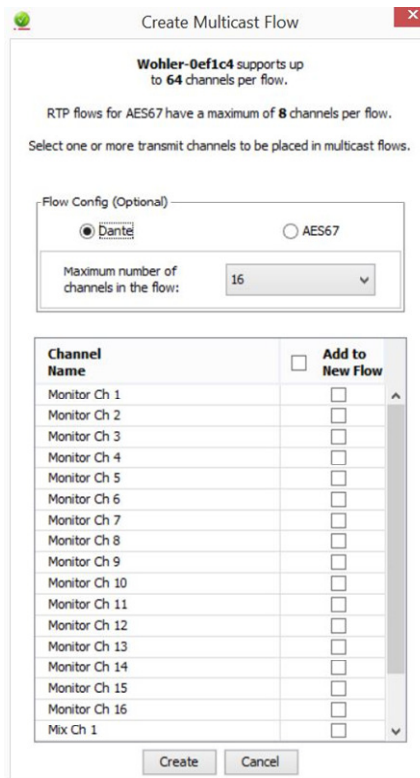 Create Multicast Flow
Wohler-0ef1c4 supports up
to 64 channels per flow.
RTP flows for AES67 have a maximum of 8 channels per flow.
Select one or more transmit channels to be placed in multicast flows.
Flow Config (Optional)
Dante
AES67
Maximum number of
channels in the flow:
16
Channel
Name
Add to
New Flow
Monitor Ch 1
Monitor Ch 2
Monitor Ch 3
Monitor Ch 4
Monitor Ch 5
Monitor Ch 6
Monitor Ch 7
Monitor Ch 8
Monitor Ch 9
Monitor Ch 10
Monitor Ch 11
Monitor Ch 12
Monitor Ch 13
Monitor Ch 14
Monitor Ch 15
Monitor Ch 16
Mix Ch 1
Create
Cancel